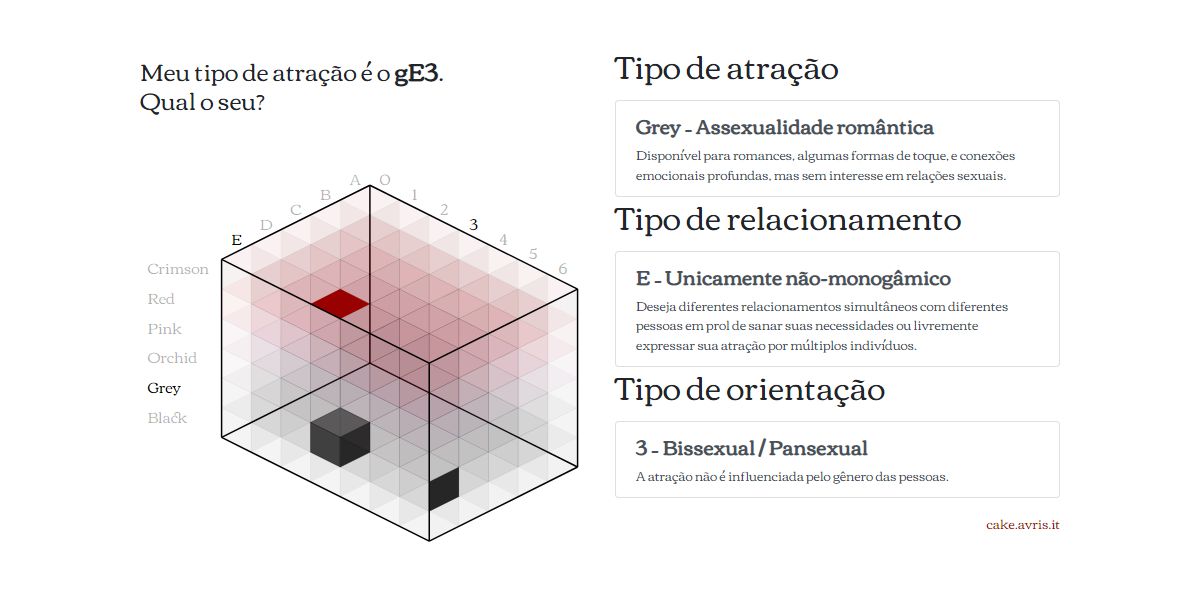 Meu tipo de atração é o gE3.
Qual o seu?
A
B
C
D
E
0
1
2
3
4
5
6
Crimson
Red
Pink
Orchid
Grey
Black
Tipo de atração
Grey - Assexualidade romântica
Disponível para romances, algumas formas de toque, e conexões
emocionais profundas, mas sem interesse em relações sexuais.
Tipo de relacionamento
E - Unicamente não-monogâmico
Deseja diferentes relacionamentos simultâneos com diferentes
pessoas em prol de sanar suas necessidades ou livremente
expressar sua atração por múltiplos indivíduos.
Tipo de orientação
3 - Bissexual / Pansexual
A atração não é influenciada pelo gênero das pessoas.
cake.avris.it